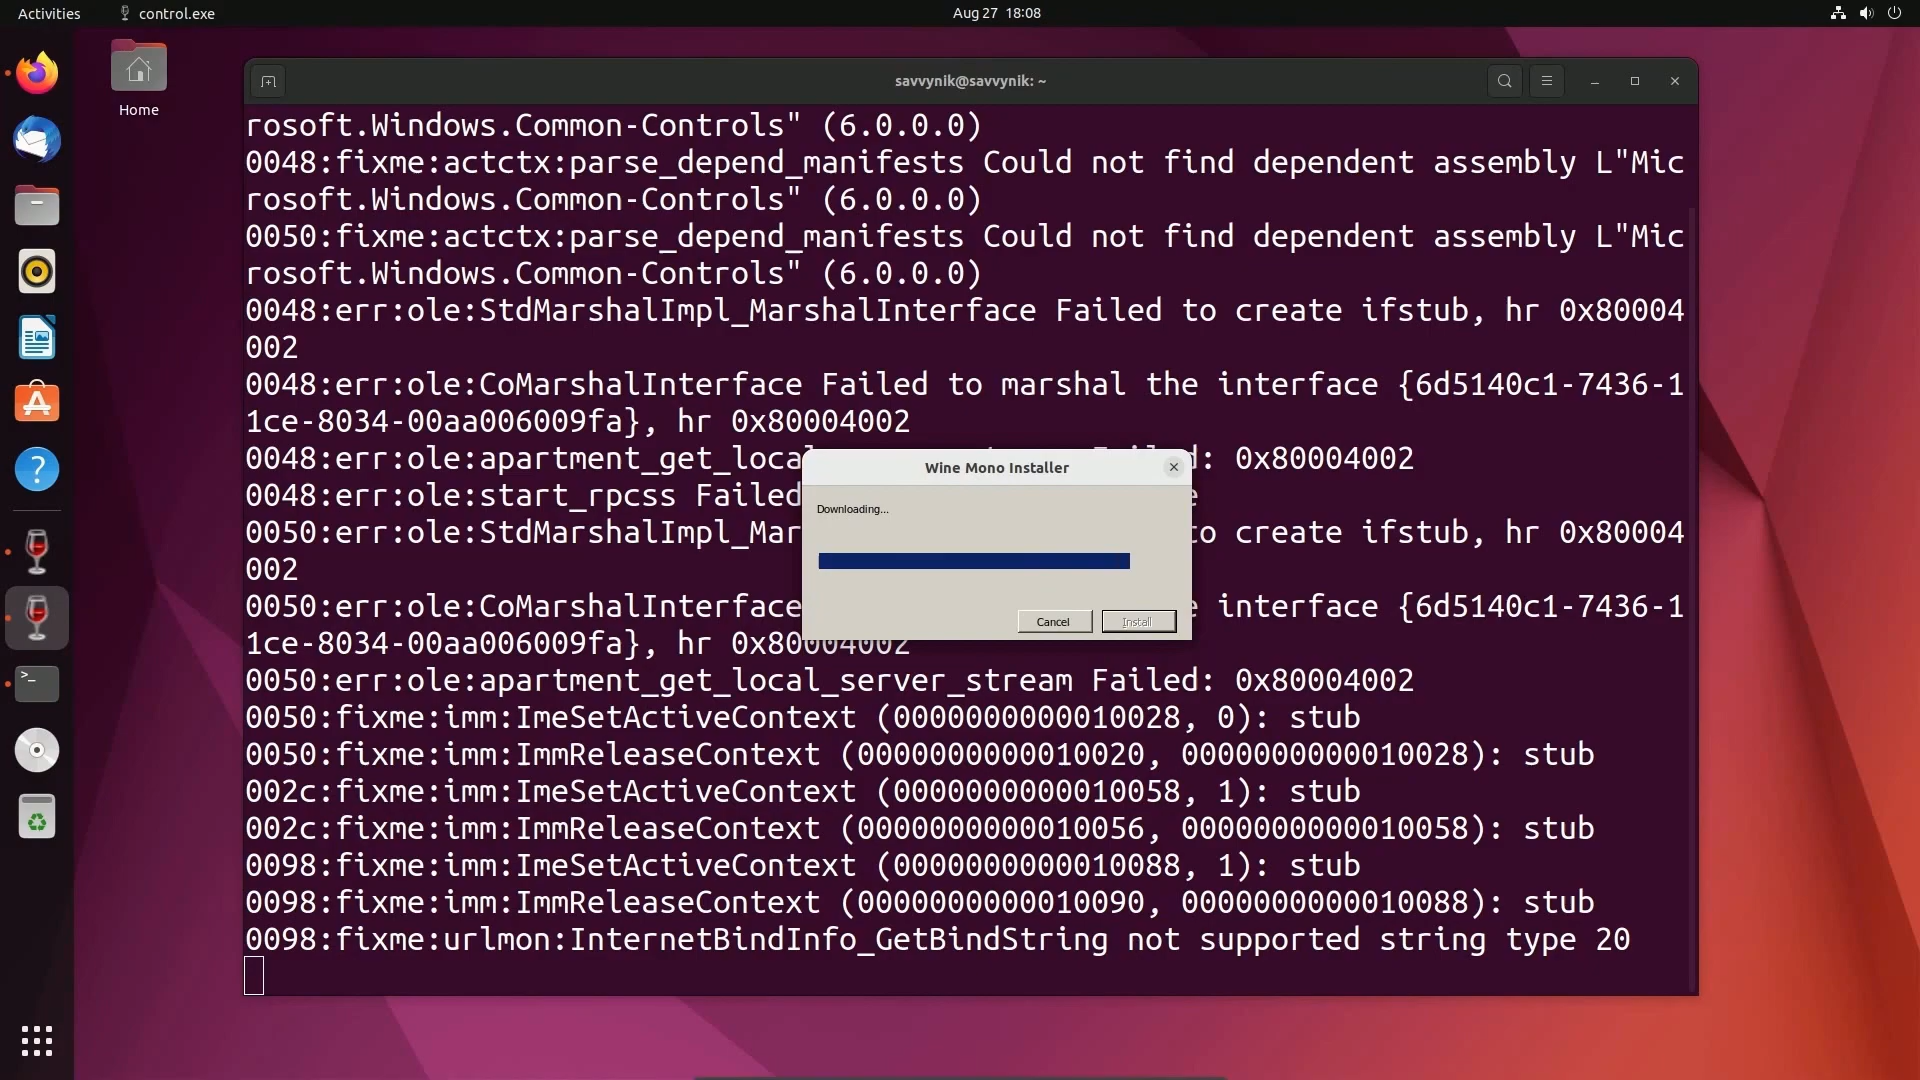 Activities control.exe Aug 27 18:08
Home
savvynik@savvynik: ~
rosoft.Windows.Common-Controls" (6.0.0.0)
0048:fixme:actctx:parse_depend_manifests Could not find dependent assembly L"Mic
rosoft.Windows.Common-Controls" (6.0.0.0)
0050:fixme:actctx:parse_depend_manifests Could not find dependent assembly L"Mic
rosoft.Windows.Common-Controls" (6.0.0.0)
0048:err:ole:StdMarshalImpl_MarshalInterface Failed to create ifstub, hr 0x80004
002
0048:err:ole:CoMarshalInterface Failed to marshal the interface {6d5140c1-7436-1
1ce-8034-00aa006009fa}, hr 0x80004002
0048:err:ole:apartment_get_loca : 0x80004002
0048:err:ole:start_rpcss Failed
0050:err:ole:StdMarshalImpl_Mar to create ifstub, hr 0x80004
002
0050:err:ole:CoMarshalInterface interface {6d5140c1-7436-1
1ce-8034-00aa006009fa}, hr 0x80004002
0050:err:ole:apartment_get_local_server_stream Failed: 0x80004002
0050:fixme:imm:ImeSetActiveContext (0000000000010028, 0): stub
0050:fixme:imm:ImmReleaseContext (0000000000010020, 0000000000010028): stub
002c:fixme:imm:ImeSetActiveContext (0000000000010058, 1): stub
002c:fixme:imm:ImmReleaseContext (0000000000010056, 0000000000010058): stub
0098:fixme:imm:ImeSetActiveContext (0000000000010088, 1): stub
0098:fixme:imm:ImmReleaseContext (0000000000010090, 0000000000010088): stub
0098:fixme:urlmon:InternetBindInfo_GetBindString not supported string type 20
Wine Mono Installer
Downloading...
Cancel Install